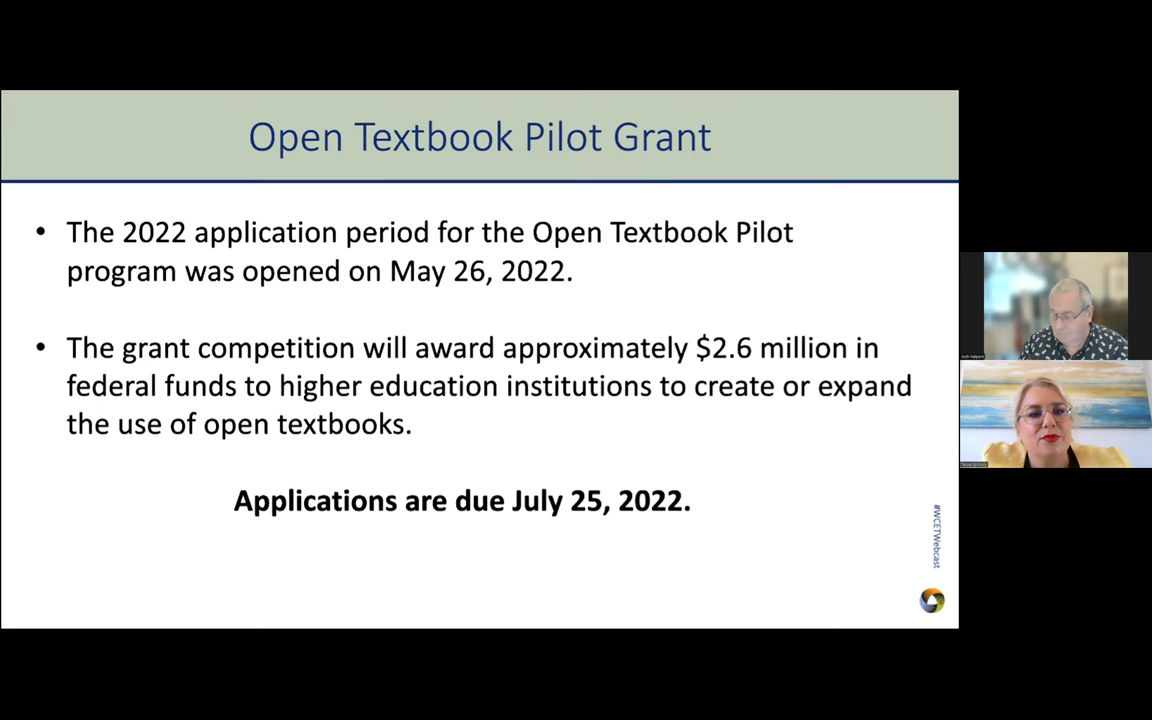 Open Textbook Pilot Grant
• The 2022 application period for the Open Textbook Pilot
program was opened on May 26, 2022.
• The grant competition will award approximately $2.6 million in
federal funds to higher education institutions to create or expand
the use of open textbooks.
Applications are due July 25, 2022.
#WCETWebcast